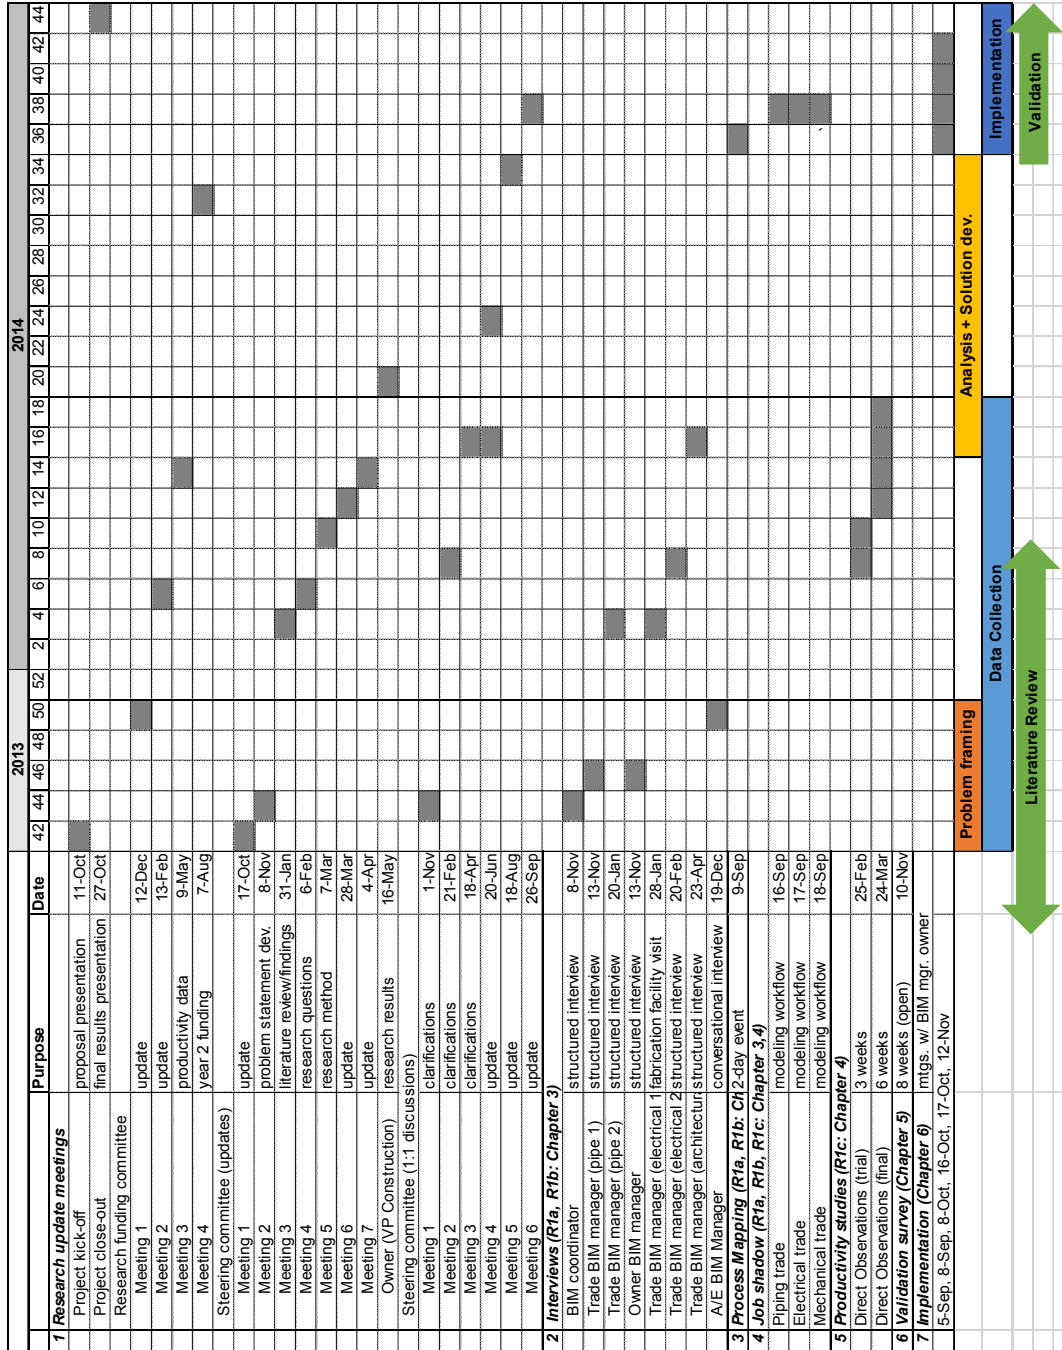 2013 2014
Purpose Date 42 44 46 48 50 52 2 4 6 8 10 12 14 16 18 20 22 24 26 28 30 32 34 36 38 40 42 44
1 Research update meetings
Project kick-off proposal presentation 11-Oct
Project close-out final results presentation 27-Oct
Research funding committee
Meeting 1 update 12-Dec
Meeting 2 update 13-Feb
Meeting 3 productivity data 9-May
Meeting 4 year 2 funding 7-Aug
Steering committee (updates)
Meeting 1 update 17-Oct
Meeting 2 problem statement dev. 8-Nov
Meeting 3 literature review/findings 31-Jan
Meeting 4 research questions 6-Feb
Meeting 5 research method 7-Mar
Meeting 6 update 28-Mar
Meeting 7 update 4-Apr
Owner (VP Construction) research results 16-May
Steering committee (1:1 discussions)
Meeting 1 clarifications 1-Nov
Meeting 2 clarifications 21-Feb
Meeting 3 clarifications 18-Apr
Meeting 4 update 20-Jun
Meeting 5 update 18-Aug
Meeting 6 update 26-Sep
2 Interviews (R1a, R1b: Chapter 3)
BIM coordinator structured interview 8-Nov
Trade BIM manager (pipe 1) structured interview 13-Nov
Trade BIM manager (pipe 2) structured interview 20-Jan
Owner BIM manager structured interview 13-Nov
Trade BIM manager (electrical 1 fabrication facility visit 28-Jan
Trade BIM manager (electrical 2 structured interview 20-Feb
Trade BIM manager (architectura structured interview 23-Apr
A/E BIM Manager conversational interview 19-Dec
3 Process Mapping (R1a, R1b: Ch 2-day event 9-Sep
4 Job shadow (R1a, R1b, R1c: Chapter 3,4)
Piping trade modeling workflow 16-Sep
Electrical trade modeling workflow 17-Sep
Mechanical trade modeling workflow 18-Sep
5 Productivity studies (R1c: Chapter 4)
Direct Observations (trial) 3 weeks 25-Feb
Direct Observations (final) 6 weeks 24-Mar
6 Validation survey (Chapter 5) 8 weeks (open) 10-Nov
7 Implementation (Chapter 6) mtgs. w/ BIM mgr. owner
5-Sep, 8-Sep, 8-Oct, 16-Oct, 17-Oct, 12-Nov
Problem framing Analysis + Solution dev.
Data Collection Implementation
Literature Review Validation